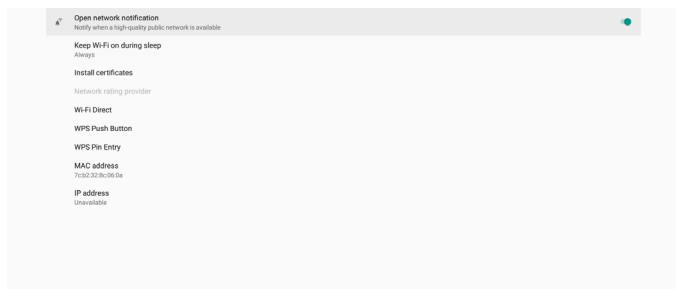 Open network notification
Notify when a high-quality public network is available
Keep Wi-Fi on during sleep
Always
Install certificates
Network rating provider
Wi-Fi Direct
WPS Push Button
WPS Pin Entry
MAC address
7c:b2:32:8c:06:0a
IP address
Unavailable